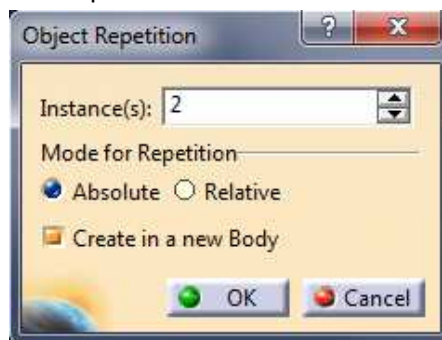 Object Repetition
?
X
Instance(s): 2
Mode for Repetition
Absolute Relative
Create in a new Body
OK Cancel